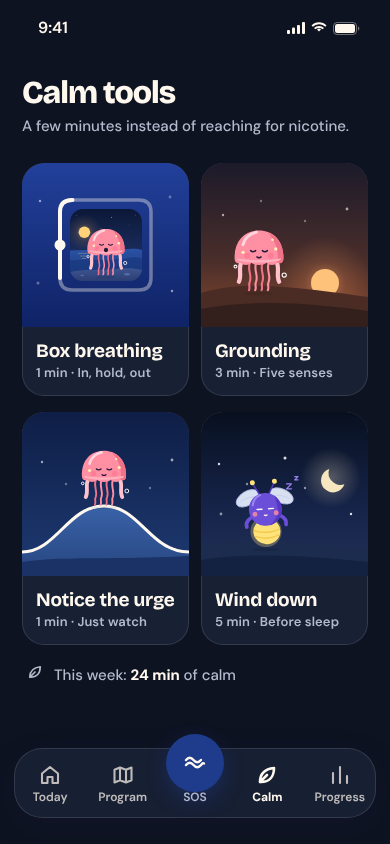 9:41
Calm tools
A few minutes instead of reaching for nicotine.
Box breathing
1 min · In, hold, out
Grounding
3 min · Five senses
z z
Notice the urge
1 min · Just watch
Wind down
5 min · Before sleep
This week: 24 min of calm
Today
Program
SOS
Calm
Progress